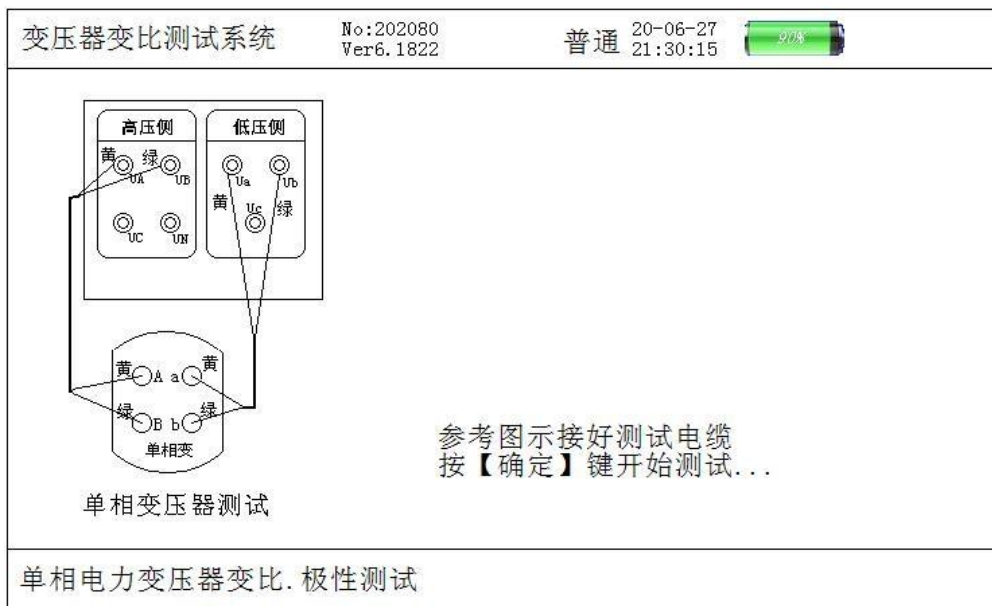 变压器变比测试系统
No:202080
Ver6.1822
普通
20-06-27
21:30:15
90%
高压侧
低压侧
黄
绿
UA
UB
Ua
Ub
黄
Uc
绿
UC
UN
黄
A a
黄
绿
B b
绿
单相变
单相变压器测试
参考图示接好测试电缆
按【确定】键开始测试...
单相电力变压器变比.极性测试